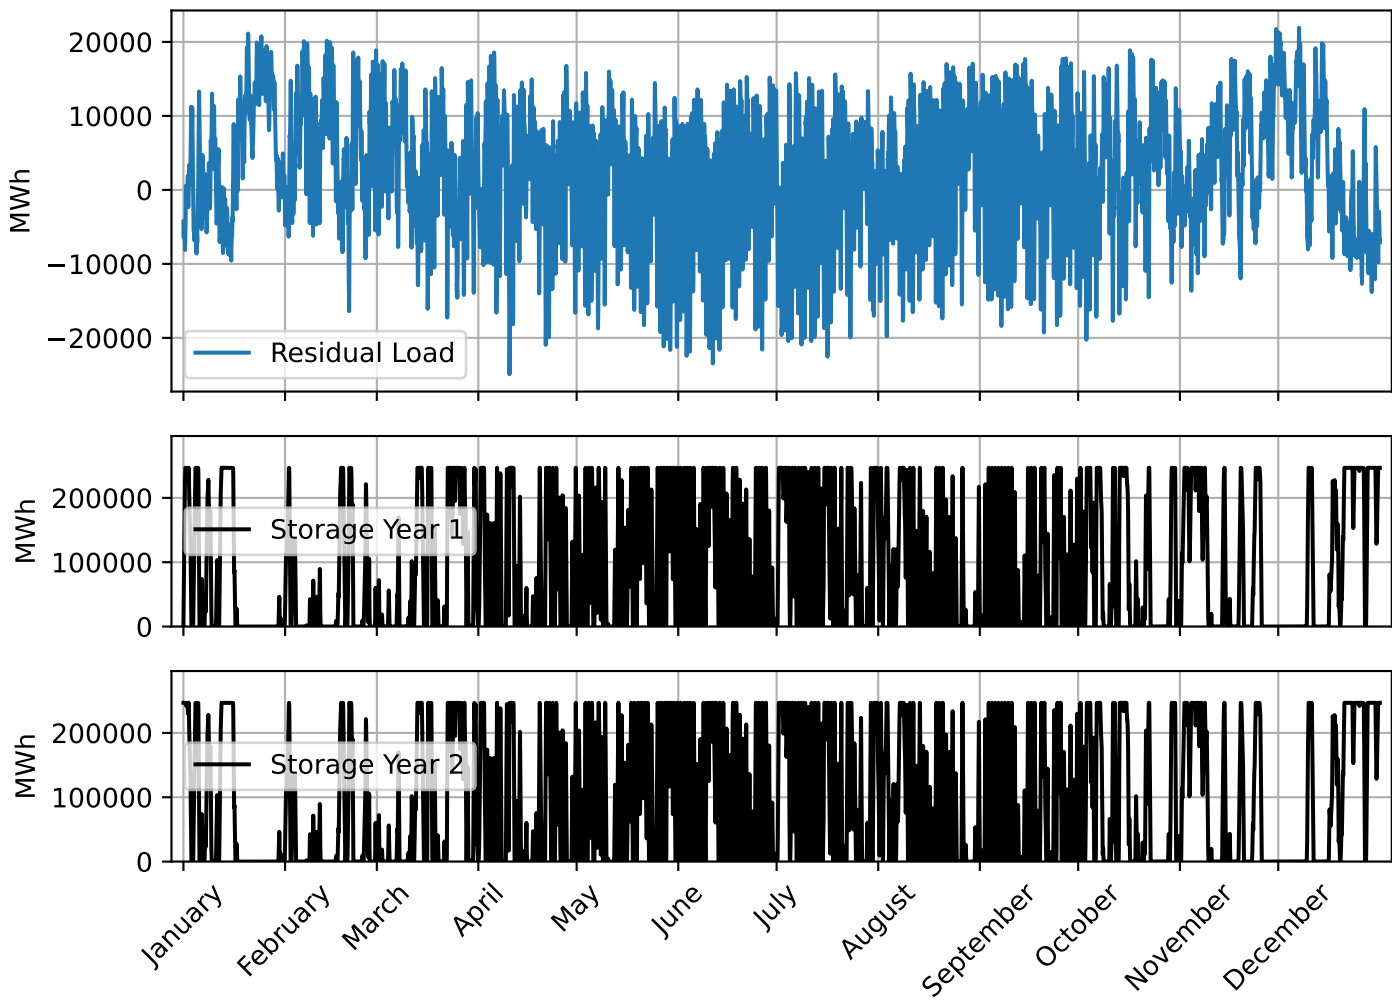 20000
10000
0
−10000
−20000
MWh
Residual Load
200000
100000
0
MWh
Storage Year 1
200000
100000
0
MWh
Storage Year 2
January
February
March
April
May
June
July
August
September
October
November
December